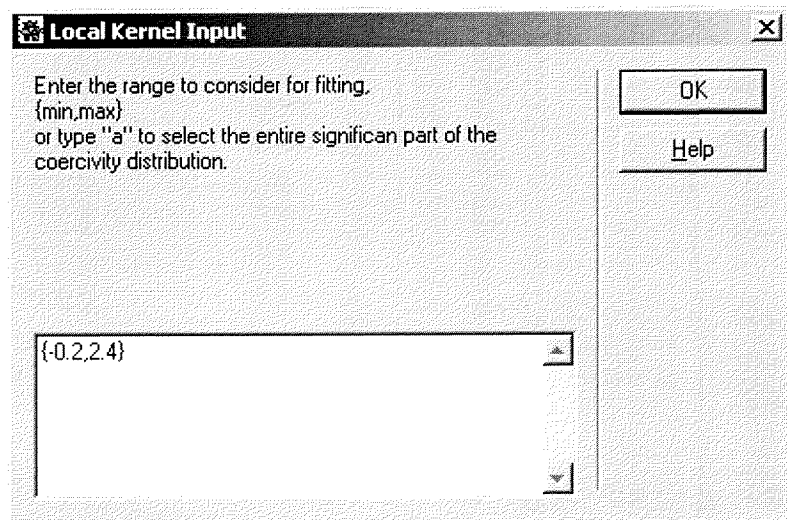 Local Kernel Input
Enter the range to consider for fitting,
{min,max}
or type "a" to select the entire significan part of the
coercivity distribution.
OK
Help
{-0.2,2.4}